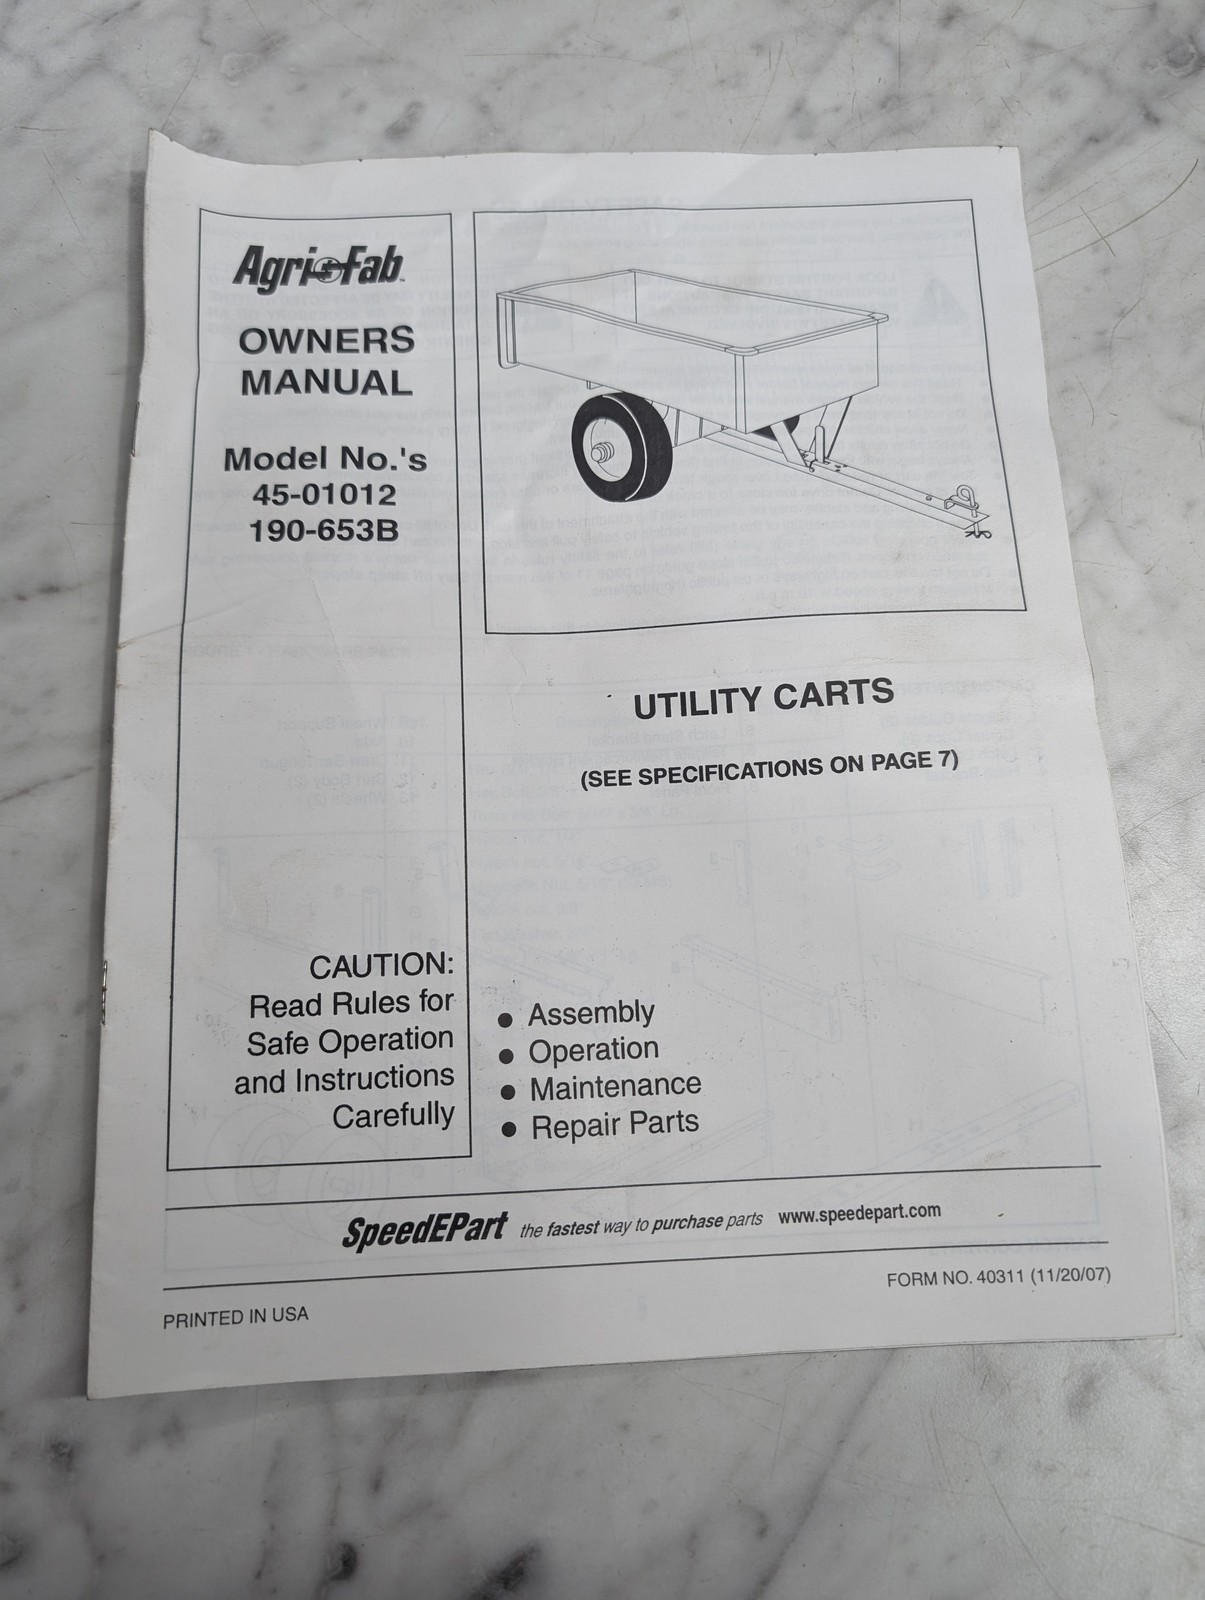 Agri-Fab
OWNERS
MANUAL
Model No.'s
45-01012
190-653B
CAUTION:
Read Rules for
Safe Operation
and Instructions
Carefully
UTILITY CARTS
(SEE SPECIFICATIONS ON PAGE 7)
• Assembly
• Operation
• Maintenance
• Repair Parts
SpeedEPart the fastest way to purchase parts www.speedepart.com
PRINTED IN USA
FORM NO. 40311 (11/20/07)